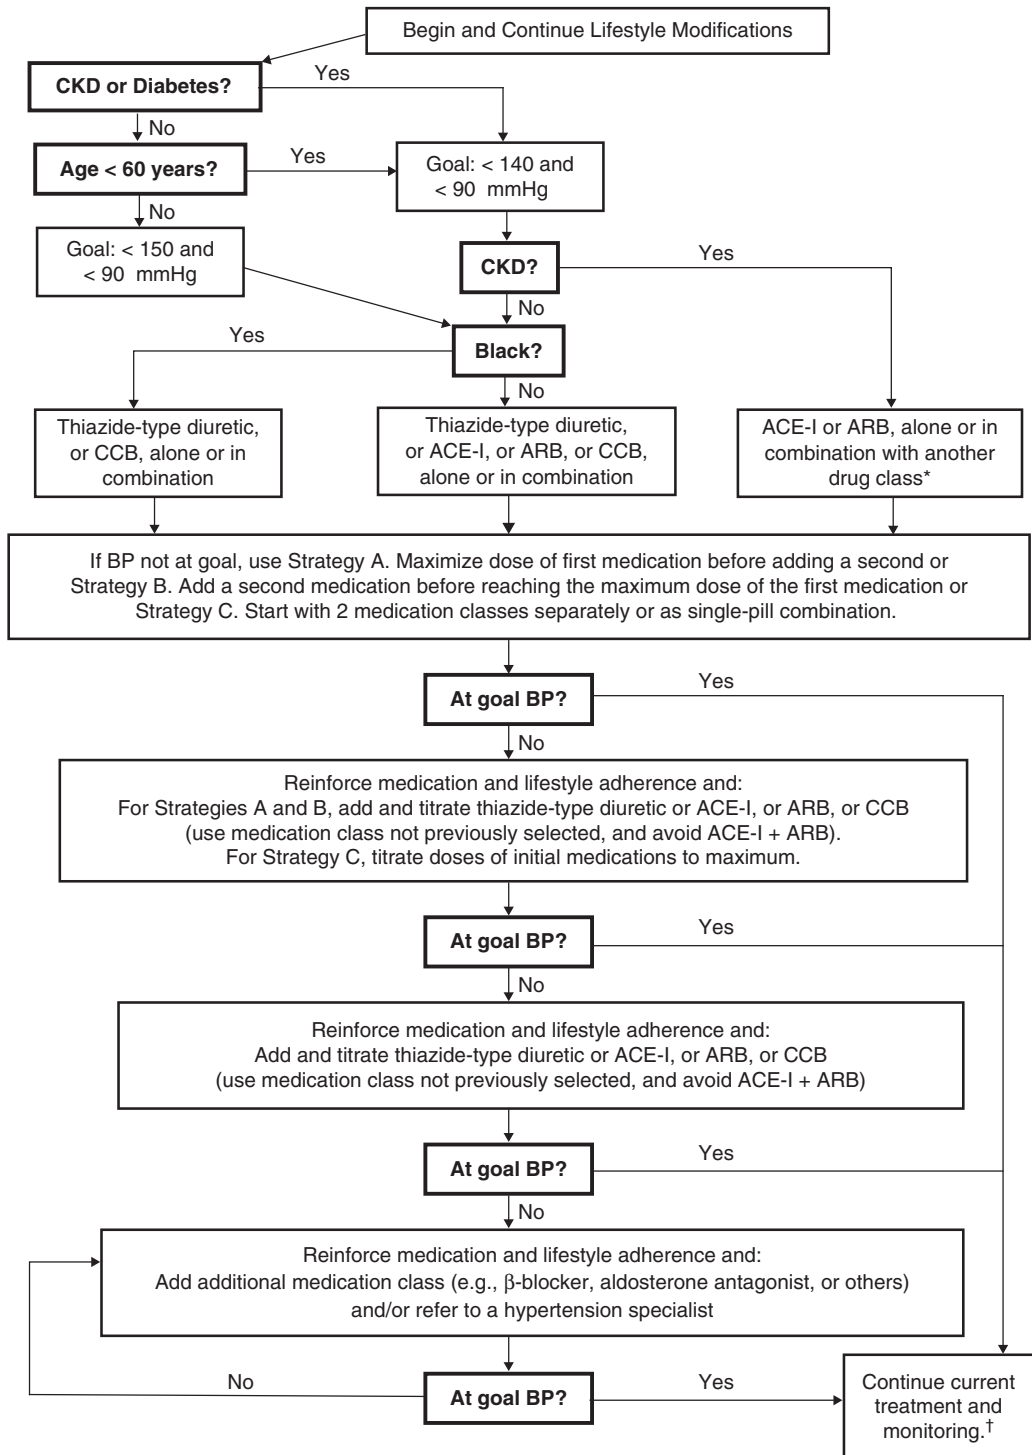 Begin and Continue Lifestyle Modifications
CKD or Diabetes?
Yes
No
Age < 60 years?
Yes
Goal: < 140 and
< 90 mmHg
No
Goal: < 150 and
< 90 mmHg
CKD?
Yes
No
Yes
Black?
No
Thiazide-type diuretic,
or CCB, alone or in
combination
Thiazide-type diuretic,
or ACE-I, or ARB, or CCB,
alone or in combination
ACE-I or ARB, alone or in
combination with another
drug class*
If BP not at goal, use Strategy A. Maximize dose of first medication before adding a second or
Strategy B. Add a second medication before reaching the maximum dose of the first medication or
Strategy C. Start with 2 medication classes separately or as single-pill combination.
At goal BP?
Yes
No
Reinforce medication and lifestyle adherence and:
For Strategies A and B, add and titrate thiazide-type diuretic or ACE-I, or ARB, or CCB
(use medication class not previously selected, and avoid ACE-I + ARB).
For Strategy C, titrate doses of initial medications to maximum.
At goal BP?
Yes
No
Reinforce medication and lifestyle adherence and:
Add and titrate thiazide-type diuretic or ACE-I, or ARB, or CCB
(use medication class not previously selected, and avoid ACE-I + ARB)
At goal BP?
Yes
No
Reinforce medication and lifestyle adherence and:
Add additional medication class (e.g., β-blocker, aldosterone antagonist, or others)
and/or refer to a hypertension specialist
No
At goal BP?
Yes
Continue current
treatment and
monitoring.†